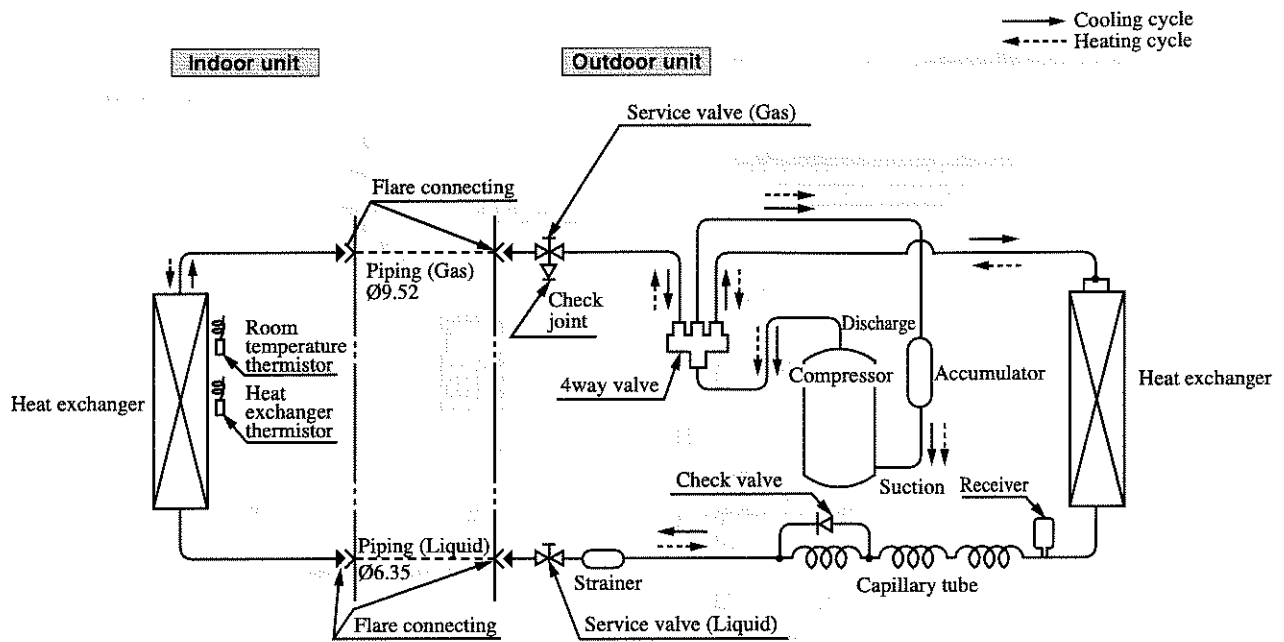 Cooling cycle
Heating cycle
Indoor unit
Outdoor unit
Service valve (Gas)
Flare connecting
Piping (Gas)
Ø9.52
Check
joint
Room
temperature
thermistor
Heat
exchanger
thermistor
Heat exchanger
4way valve
Discharge
Compressor
Accumulator
Heat exchanger
Suction
Check valve
Receiver
Piping (Liquid)
Ø6.35
Strainer
Capillary tube
Flare connecting
Service valve (Liquid)